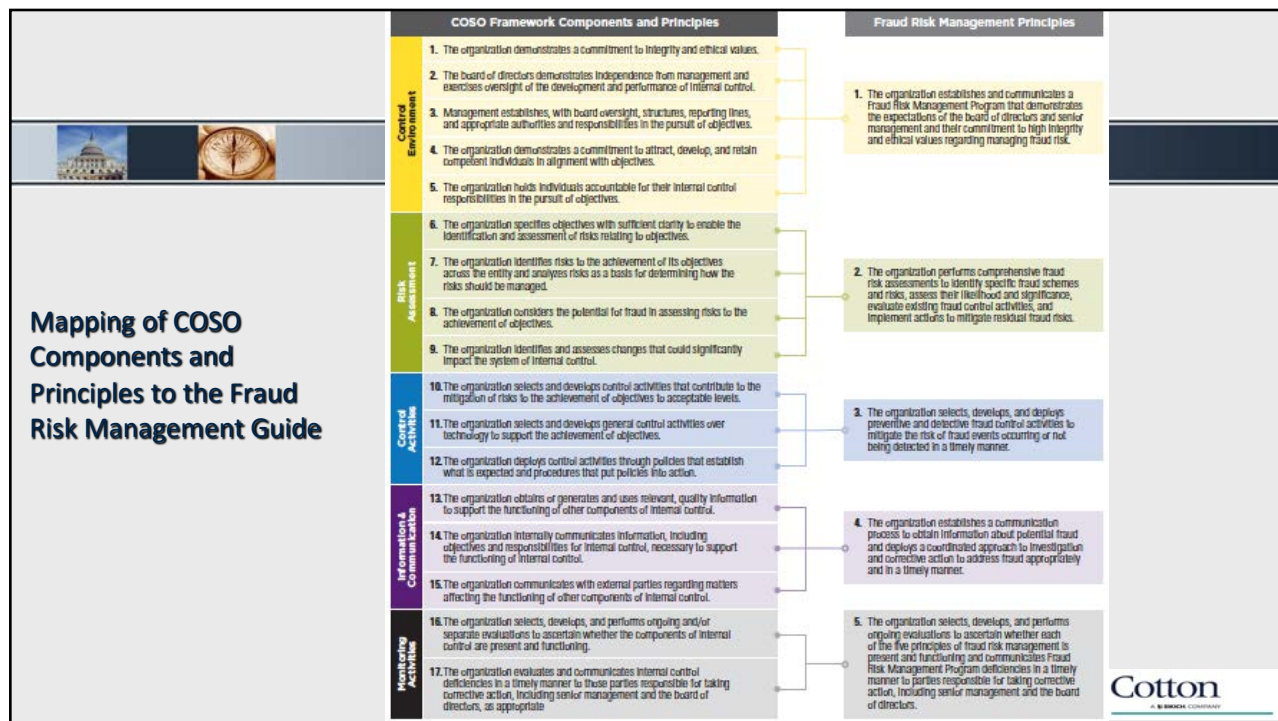 Mapping of COSO
Components and
Principles to the Fraud
Risk Management Guide
COSO Framework Components and Principles
Control
Environment
1. The organization demonstrates a commitment to integrity and ethical values.
2. The board of directors demonstrates independence from management and
exercises oversight of the development and performance of internal control.
3. Management establishes, with board oversight, structures, reporting lines,
and appropriate authorities and responsibilities in the pursuit of objectives.
4. The organization demonstrates a commitment to attract, develop, and retain
competent individuals in alignment with objectives.
5. The organization holds individuals accountable for their internal control
responsibilities in the pursuit of objectives.
Risk
Assessment
6. The organization specifies objectives with sufficient clarity to enable the
identification and assessment of risks relating to objectives.
7. The organization identifies risks to the achievement of its objectives
across the entity and analyzes risks as a basis for determining how the
risks should be managed.
8. The organization considers the potential for fraud in assessing risks to the
achievement of objectives.
9. The organization identifies and assesses changes that could significantly
impact the system of internal control.
Control
Activities
10. The organization selects and develops control activities that contribute to the
mitigation of risks to the achievement of objectives to acceptable levels.
11. The organization selects and develops general control activities over
technology to support the achievement of objectives.
12. The organization deploys control activities through policies that establish
what is expected and procedures that put policies into action.
Information &
Communication
13. The organization obtains or generates and uses relevant, quality information
to support the functioning of other components of internal control.
14. The organization internally communicates information, including
objectives and responsibilities for internal control, necessary to support
the functioning of internal control.
15. The organization communicates with external parties regarding matters
affecting the functioning of other components of internal control.
Monitoring
Activities
16. The organization selects, develops, and performs ongoing and/or
separate evaluations to ascertain whether the components of internal
control are present and functioning.
17. The organization evaluates and communicates internal control
deficiencies in a timely manner to those parties responsible for taking
corrective action, including senior management and the board of
directors, as appropriate
Fraud Risk Management Principles
1. The organization establishes and communicates a
Fraud Risk Management Program that demonstrates
the expectations of the board of directors and senior
management and their commitment to high integrity
and ethical values regarding managing fraud risk.
2. The organization performs comprehensive fraud
risk assessments to identify specific fraud schemes
and risks, assess their likelihood and significance,
evaluate existing fraud control activities, and
implement actions to mitigate residual fraud risks.
3. The organization selects, develops, and deploys
preventive and detective fraud control activities to
mitigate the risk of fraud events occurring or not
being detected in a timely manner.
4. The organization establishes a communication
process to obtain information about potential fraud
and deploys a coordinated approach to investigation
and corrective action to address fraud appropriately
and in a timely manner.
5. The organization selects, develops, and performs
ongoing evaluations to ascertain whether each
of the five principles of fraud risk management is
present and functioning and communicates Fraud
Risk Management Program deficiencies in a timely
manner to parties responsible for taking corrective
action, including senior management and the board
of directors.
Cotton
A SIKICH COMPANY